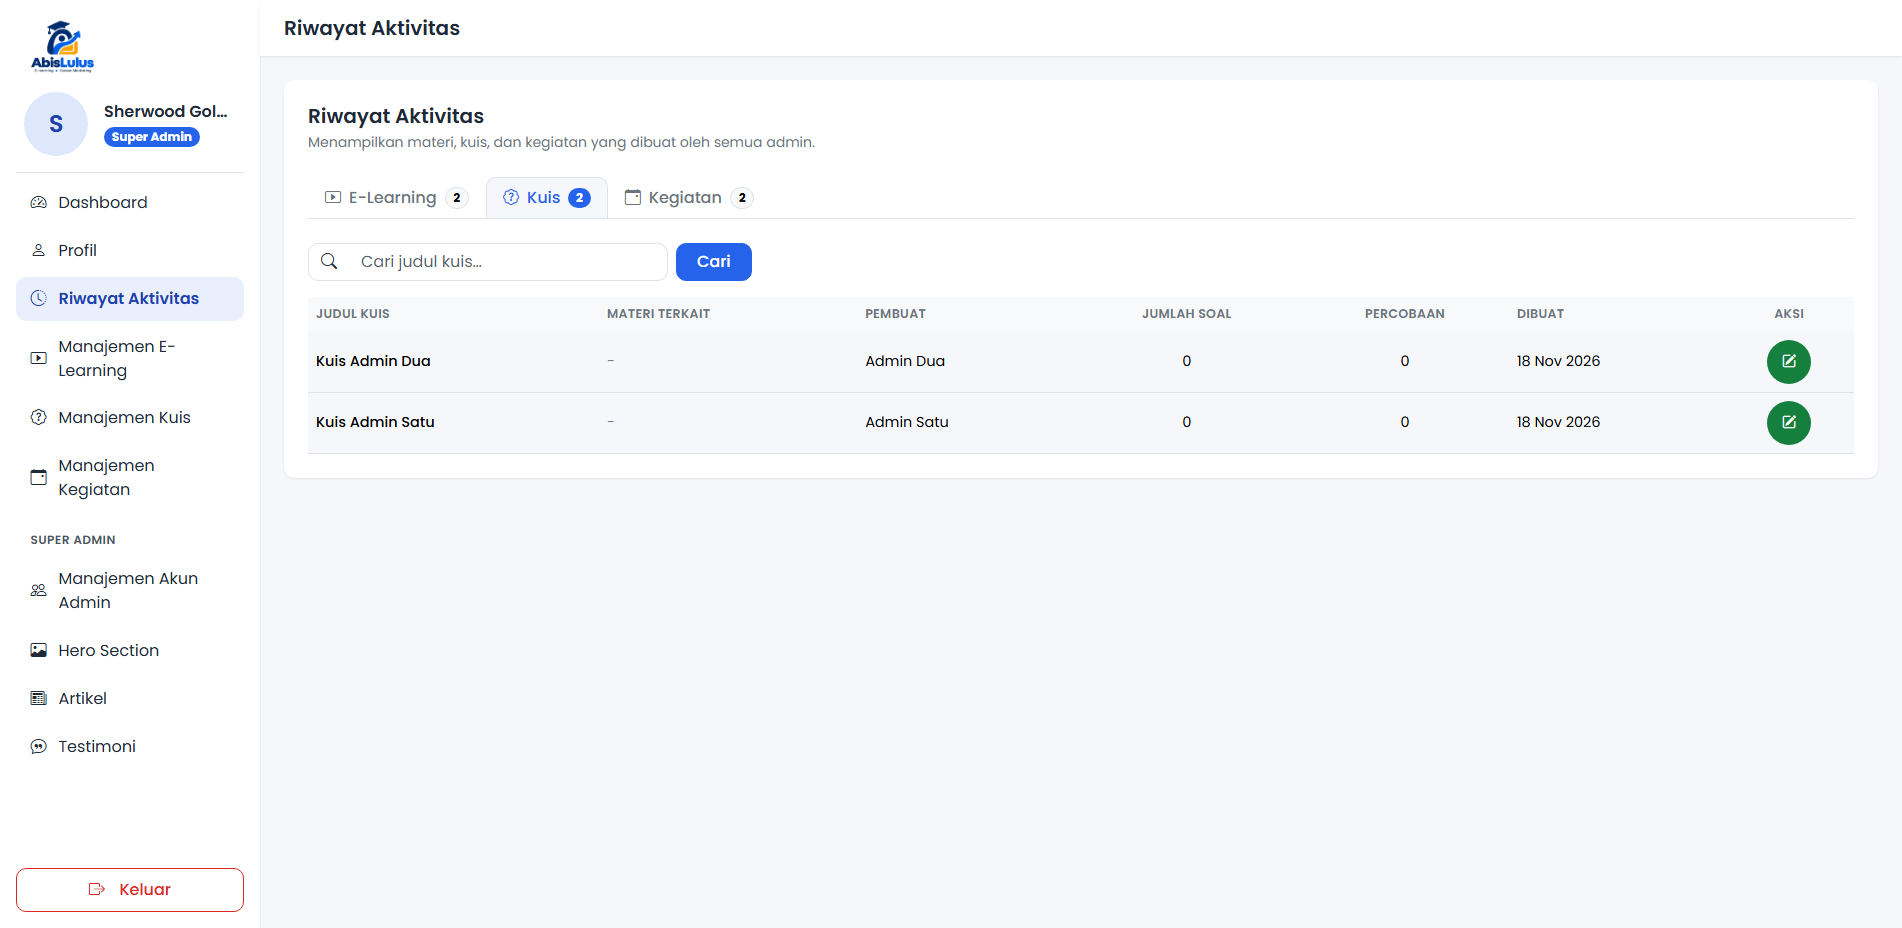 AbisLulus
S
Sherwood Gol...
Super Admin
Dashboard
Profil
Riwayat Aktivitas
Manajemen E-
Learning
Manajemen Kuis
Manajemen
Kegiatan
SUPER ADMIN
Manajemen Akun
Admin
Hero Section
Artikel
Testimoni
Keluar
Riwayat Aktivitas
Riwayat Aktivitas
Menampilkan materi, kuis, dan kegiatan yang dibuat oleh semua admin.
E-Learning 2 Kuis 2 Kegiatan 2
Cari judul kuis... Cari
JUDUL KUIS MATERI TERKAIT PEMBUAT JUMLAH SOAL PERCOBAAN DIBUAT AKSI
Kuis Admin Dua - Admin Dua 0 0 18 Nov 2026
Kuis Admin Satu - Admin Satu 0 0 18 Nov 2026